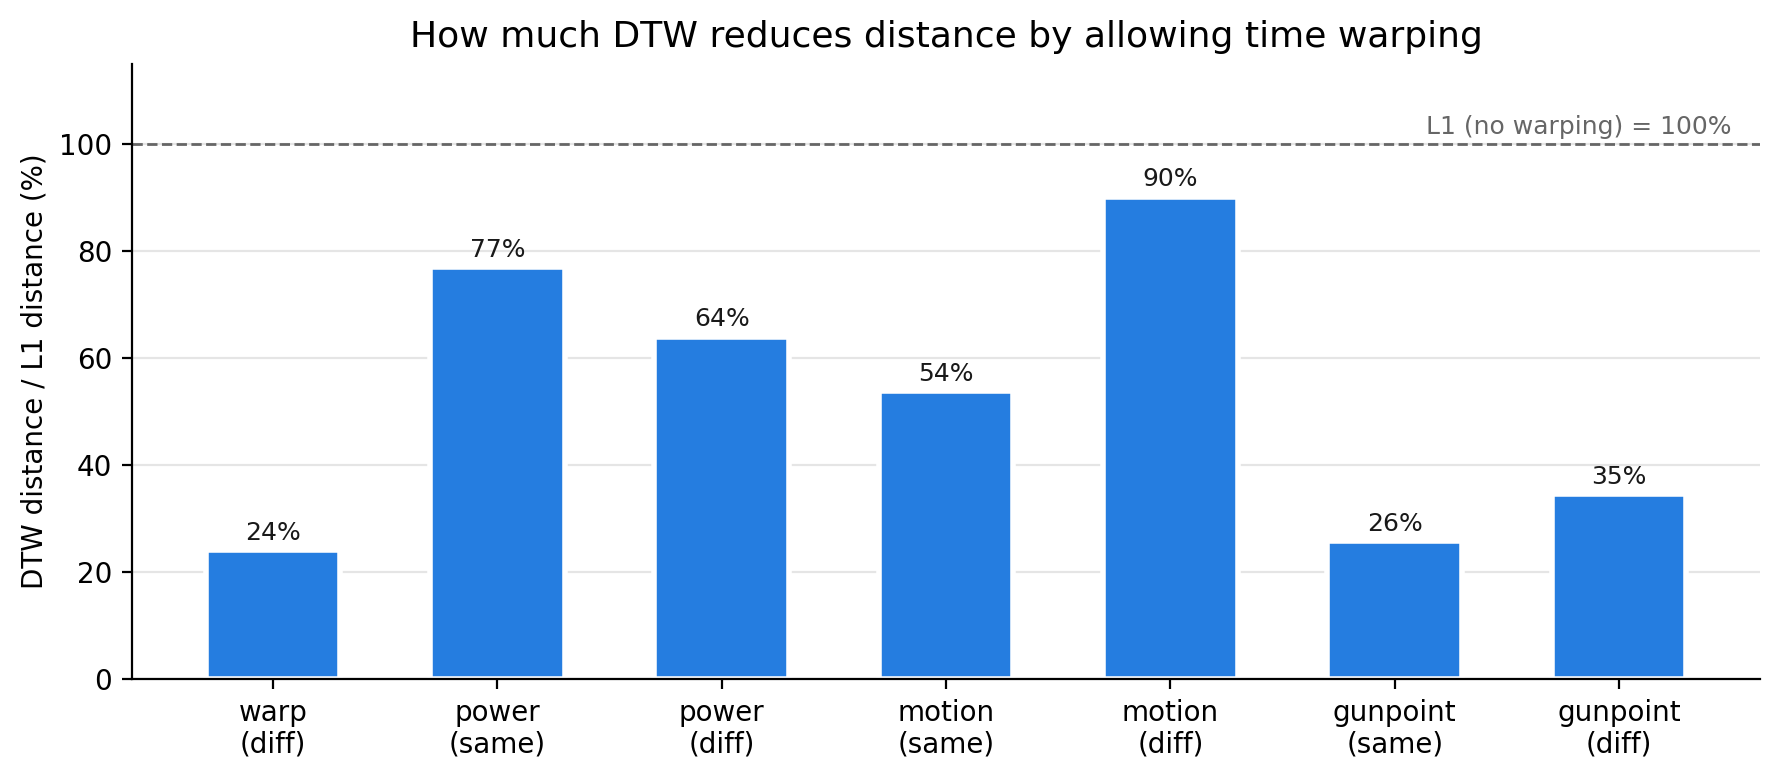 How much DTW reduces distance by allowing time warping
DTW distance / L1 distance (%)
100
80
60
40
20
0
L1 (no warping) = 100%
24%
77%
64%
54%
90%
26%
35%
warp
(diff)
power
(same)
power
(diff)
motion
(same)
motion
(diff)
gunpoint
(same)
gunpoint
(diff)